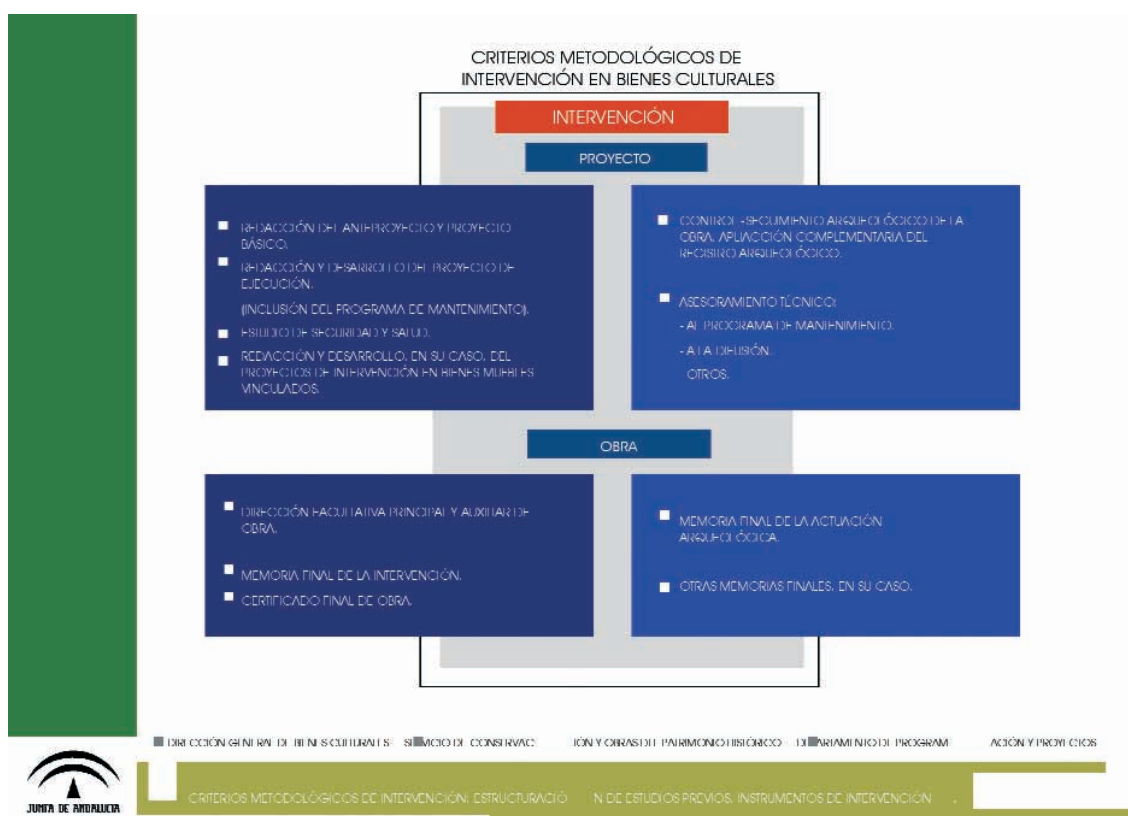 CRITERIOS METODOLÓGICOS DE
INTERVENCIÓN EN BIENES CULTURALES
INTERVENCIÓN
PROYECTO
REDACCIÓN DEL ANTEPROYECTO Y PROYECTO
BÁSICO.
REDACCIÓN Y DESARROLLO DEL PROYECTO DE
EJECUCIÓN.
(INCLUSIÓN DEL PROGRAMA DE MANTENIMIENTO).
ESTUDIO DE SEGURIDAD Y SALUD.
REDACCIÓN Y DESARROLLO, EN SU CASO, DEL
PROYECTOS DE INTERVENCIÓN EN BIENES MUEBLES
VINCULADOS.
CONTROL -SEGUIMIENTO ARQUEOLÓGICO DE LA
OBRA. APLIACCIÓN COMPLEMENTARIA DEL
REGISTRO ARQUEOLÓGICO.
ASESORAMIENTO TÉCNICO:
- AL PROGRAMA DE MANTENIMIENTO.
- A LA DIFUSIÓN.
OTROS.
OBRA
DIRECCIÓN FACULTATIVA PRINCIPAL Y AUXILIAR DE
OBRA.
MEMORIA FINAL DE LA INTERVENCIÓN.
CERTIFICADO FINAL DE OBRA.
MEMORIA FINAL DE LA ACTUACIÓN
ARQUEOLÓGICA.
OTRAS MEMORIAS FINALES, EN SU CASO.
DIRECCIÓN GENERAL DE BIENES CULTURALES SERVICIO DE CONSERVACIÓN Y OBRAS DEL PATRIMONIO HISTÓRICO DEPARTAMENTO DE PROGRAMACIÓN Y PROYECTOS
JUNTA DE ANDALUCIA
CRITERIOS METODOLÓGICOS DE INTERVENCIÓN: ESTRUCTURACIÓN DE ESTUDIOS PREVIOS. INSTRUMENTOS DE INTERVENCIÓN .